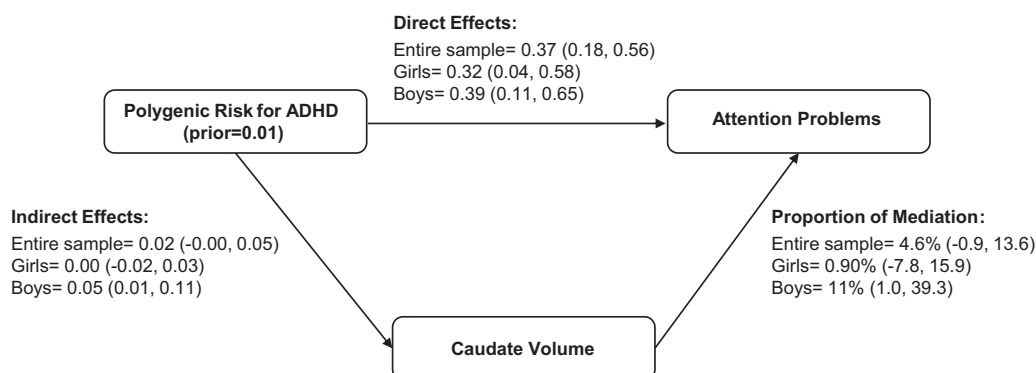 Direct Effects:
Entire sample= 0.37 (0.18, 0.56)
Girls= 0.32 (0.04, 0.58)
Boys= 0.39 (0.11, 0.65)
Polygenic Risk for ADHD
(prior=0.01)
Attention Problems
Indirect Effects:
Entire sample= 0.02 (-0.00, 0.05)
Girls= 0.00 (-0.02, 0.03)
Boys= 0.05 (0.01, 0.11)
Proportion of Mediation:
Entire sample= 4.6% (-0.9, 13.6)
Girls= 0.90% (-7.8, 15.9)
Boys= 11% (1.0, 39.3)
Caudate Volume